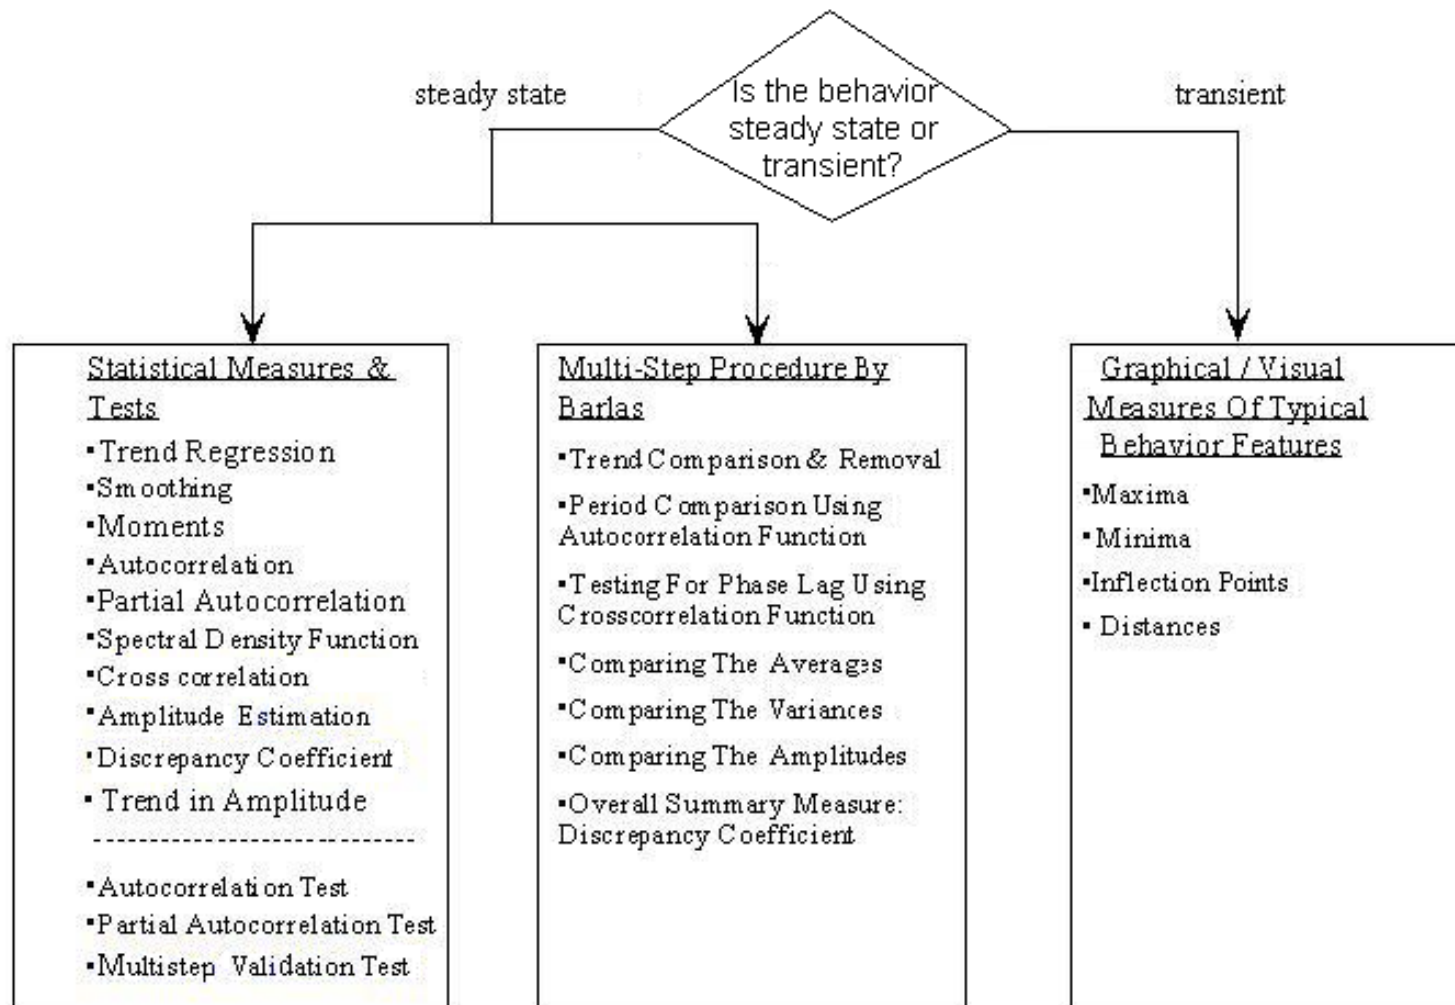 steady state
Is the behavior
steady state or
transient?
transient
Statistical Measures &
Tests
▪Trend Regression
▪Smoothing
▪Moments
▪Autocorrelation
▪Partial Autocorrelation
▪Spectral Density Function
▪Cross correlation
▪Amplitude Estimation
▪Discrepancy Coefficient
▪ Trend in Amplitude
----------------------------
▪Autocorrelation Test
▪Partial Autocorrelation Test
▪Multistep Validation Test
Multi-Step Procedure By
Barlas
▪Trend Comparison & Removal
▪Period Comparison Using
Autocorrelation Function
▪Testing For Phase Lag Using
Crosscorrelation Function
▪Comparing The Averages
▪Comparing The Variances
▪Comparing The Amplitudes
▪Overall Summary Measure:
Discrepancy Coefficient
Graphical / Visual
Measures Of Typical
Behavior Features
▪Maxima
▪Minima
▪Inflection Points
▪ Distances